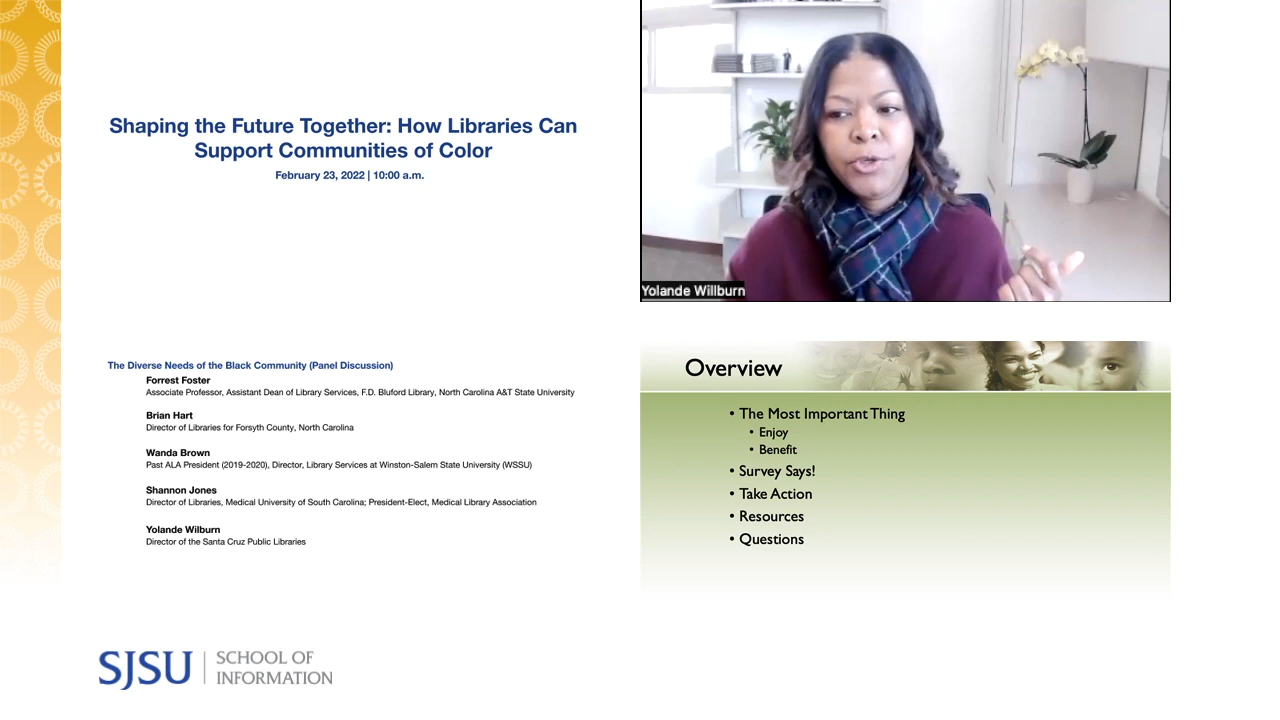 Shaping the Future Together: How Libraries Can
Support Communities of Color
February 23, 2022 | 10:00 a.m.
Yolande Willburn
The Diverse Needs of the Black Community (Panel Discussion)
Forrest Foster
Associate Professor, Assistant Dean of Library Services, F.D. Bluford Library, North Carolina A&T State University
Brian Hart
Director of Libraries for Forsyth County, North Carolina
Wanda Brown
Past ALA President (2019-2020), Director, Library Services at Winston-Salem State University (WSSU)
Shannon Jones
Director of Libraries, Medical University of South Carolina; President-Elect, Medical Library Association
Yolande Wilburn
Director of the Santa Cruz Public Libraries
Overview
• The Most Important Thing
• Enjoy
• Benefit
• Survey Says!
• Take Action
• Resources
• Questions
SJSU | SCHOOL OF
INFORMATION